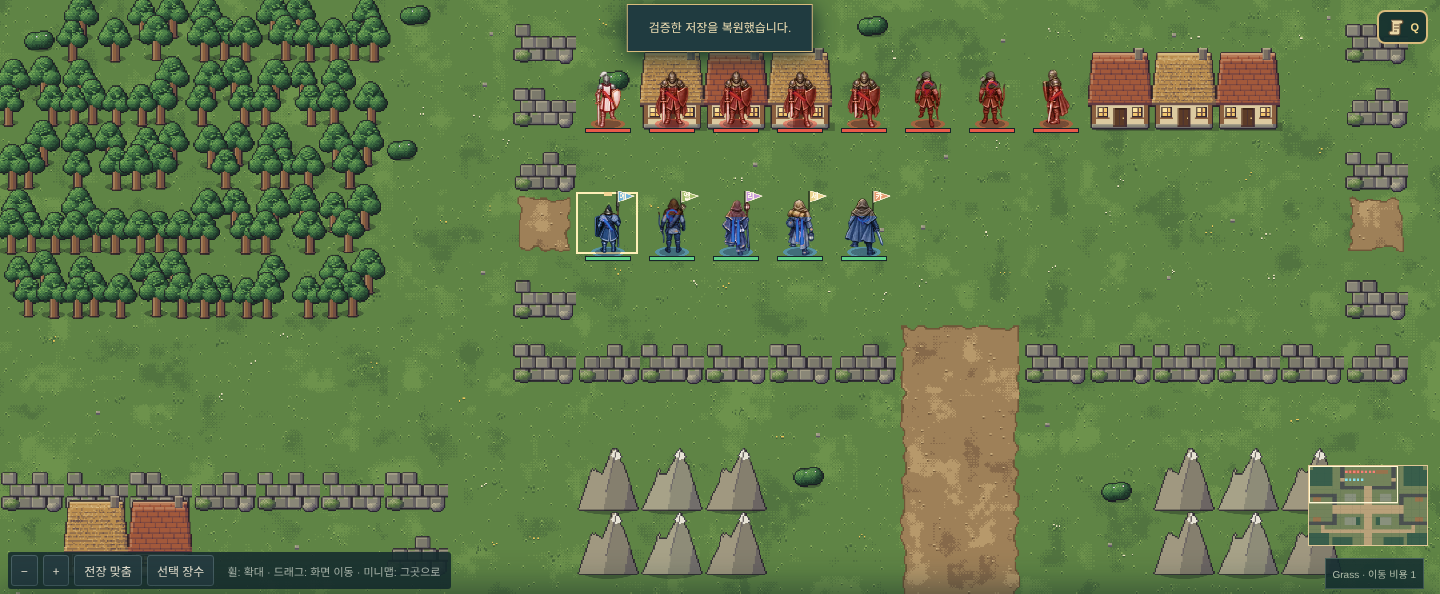 검증한 저장을 복원했습니다.
Q
− + 전장 맞춤 선택 장수 휠: 확대 · 드래그: 화면 이동 · 미니맵: 그곳으로
Grass · 이동 비용 1